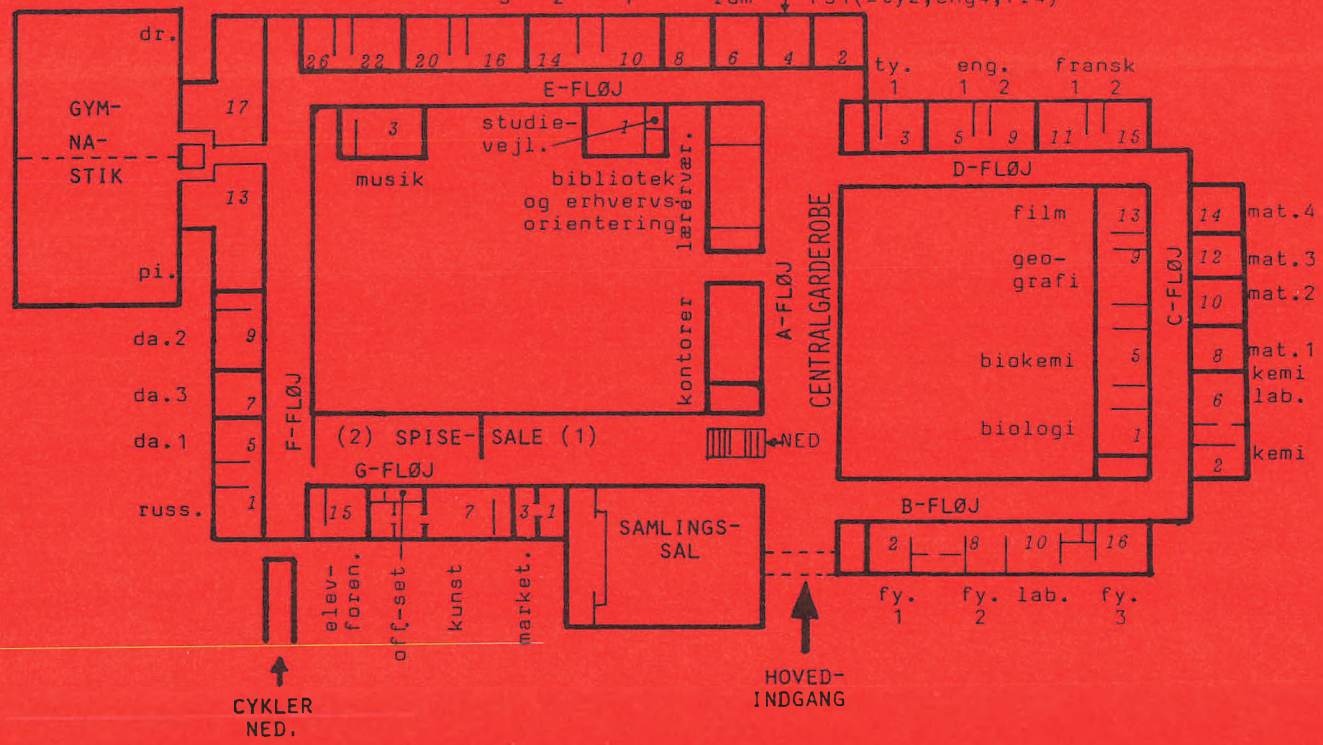 dr.
26 22 20 16 14 10 8 6 4 2
E-FLØJ
ty. eng. fransk
1 1 2 1 2
GYM-
NA-
STIK
17
3
musik
studie-
vejl.
1
bibliotek
og erhvervs-
orientering
lærervær.
3 5 9 11 15
D-FLØJ
13
pi.
CENTRALGARDEROBE
A-FLØJ
kontorer
film 13
geo-
grafi
9
biokemi 5
biologi 1
C-FLØJ
14 mat.4
12 mat.3
10 mat.2
8 mat.1
kemi
6 lab.
2 kemi
da.2 9
da.3 7
da.1 5
russ. 1
F-FLØJ
(2) SPISE- SALE (1)
NED
G-FLØJ
15 7 3 1
SAMLINGS-
SAL
B-FLØJ
2 8 10 16
fy. fy. lab. fy.
1 2 3
elev-
foren.
off-set
kunst
market.
CYKLER
NED.
HOVED-
INDGANG